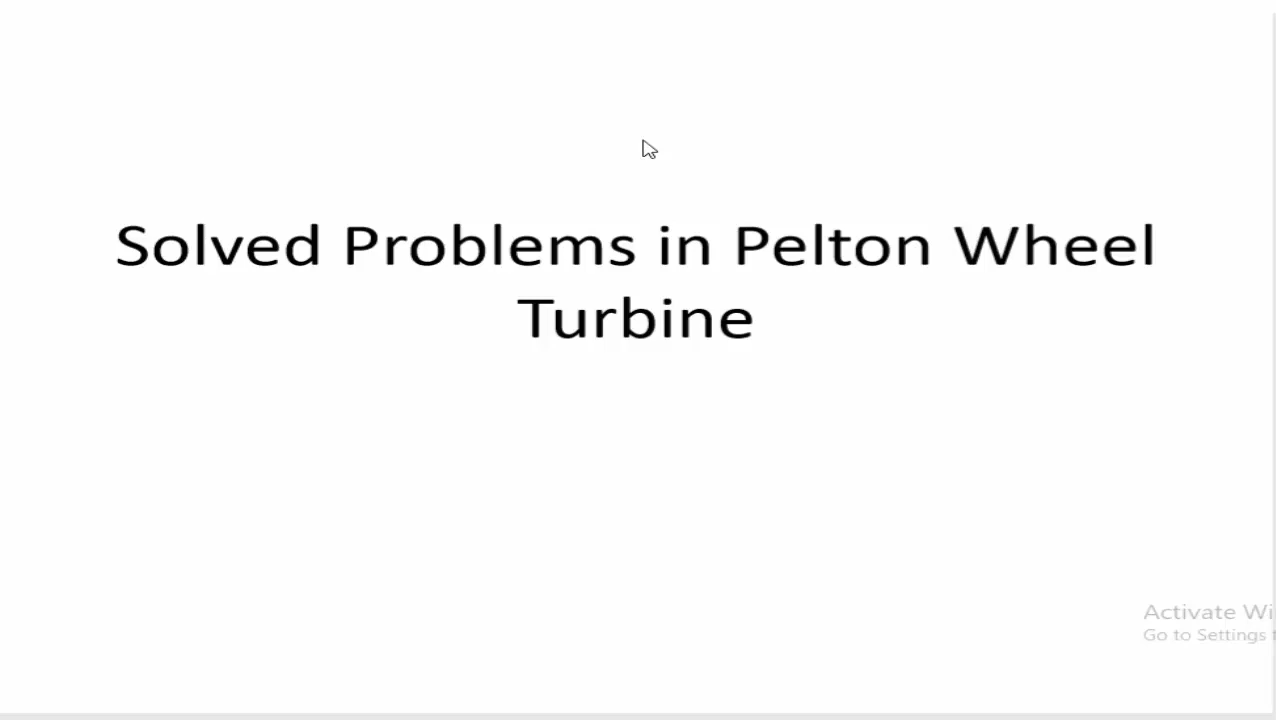 Solved Problems in Pelton Wheel
Turbine
Activate Wi
Go to Settings